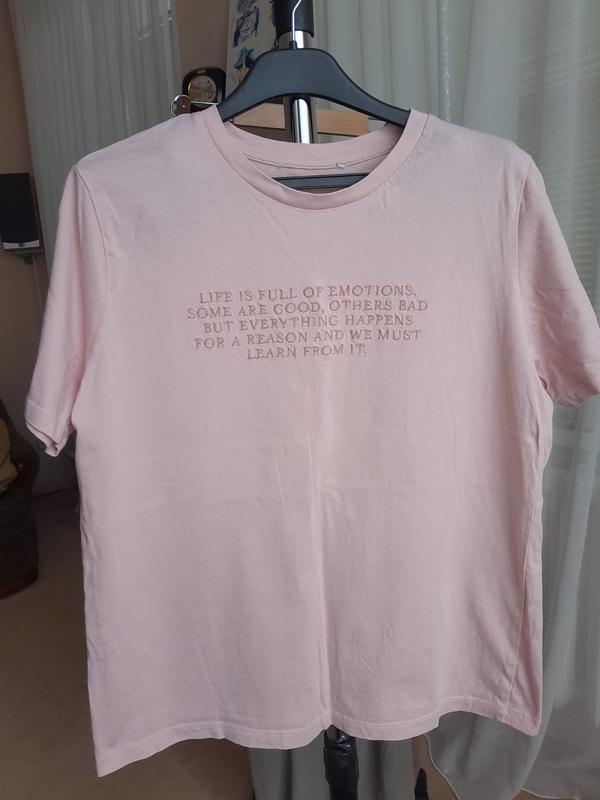 LIFE IS FULL OF EMOTIONS.
SOME ARE GOOD, OTHERS BAD
BUT EVERYTHING HAPPENS
FOR A REASON AND WE MUST
LEARN FROM IT.